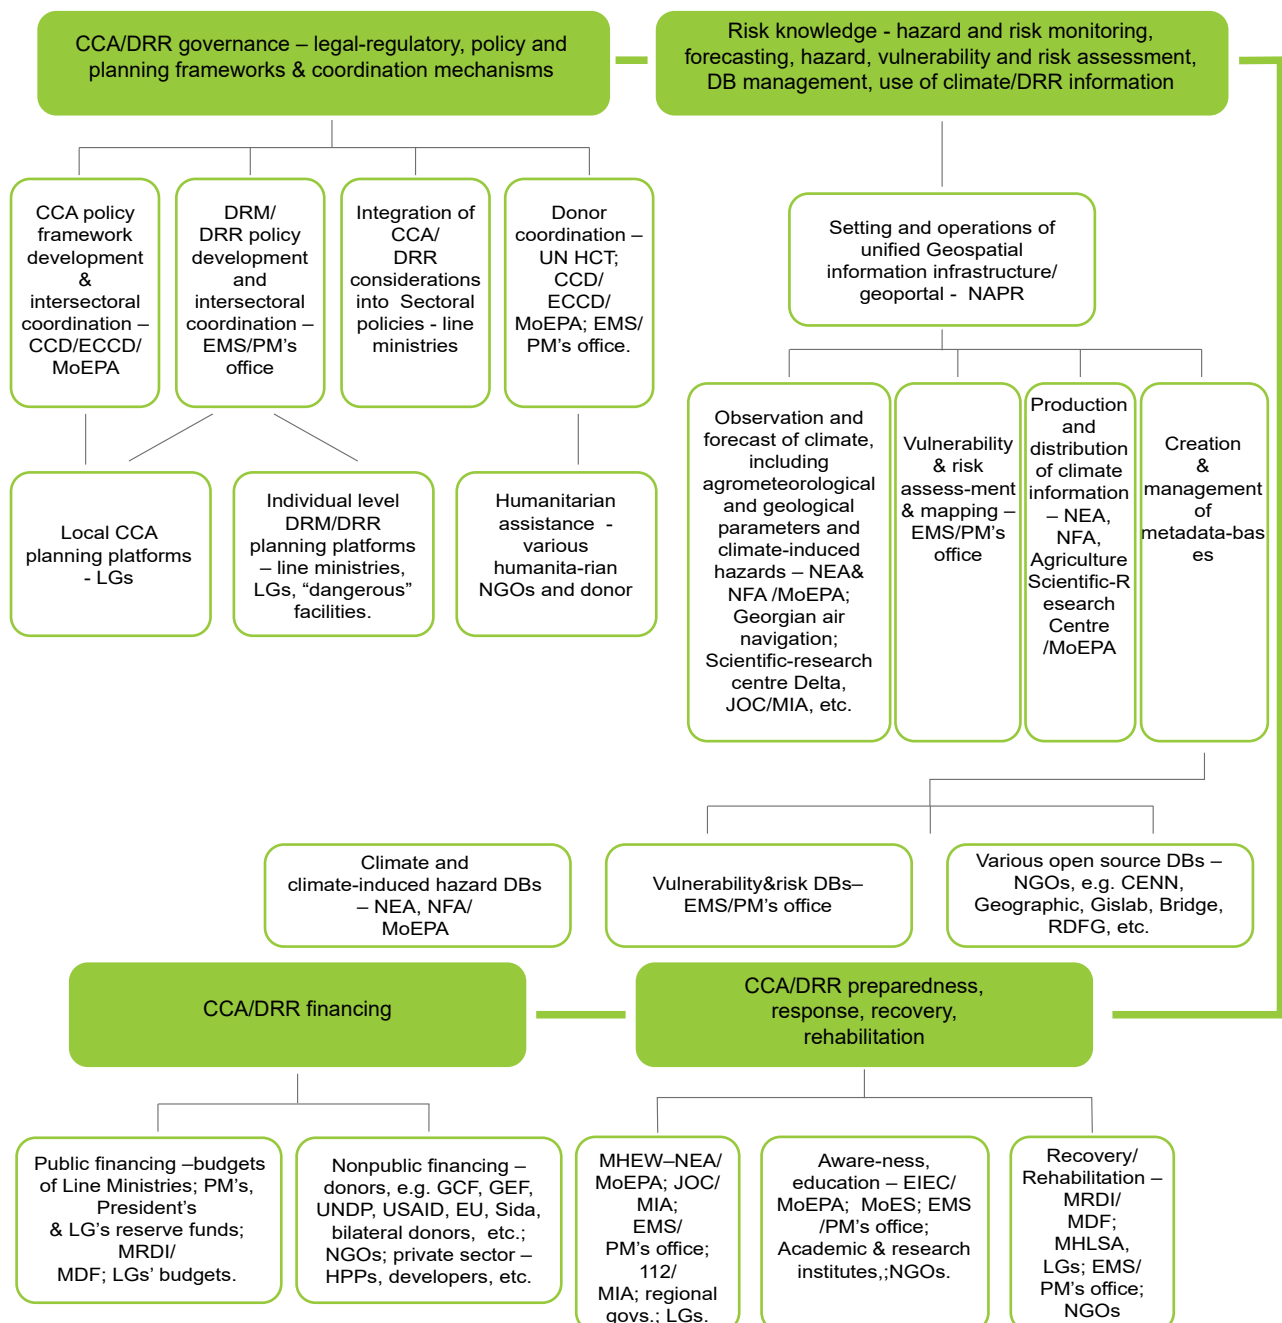 CCA/DRR governance – legal-regulatory, policy and
planning frameworks & coordination mechanisms
Risk knowledge - hazard and risk monitoring,
forecasting, hazard, vulnerability and risk assessment,
DB management, use of climate/DRR information
CCA policy
framework
development
&
intersectoral
coordination –
CCD/ECCD/
MoEPA
DRM/
DRR policy
development
and
intersectoral
coordination –
EMS/PM's
office
Integration of
CCA/
DRR
considerations
into Sectoral
policies - line
ministries
Donor
coordination –
UN HCT;
CCD/
ECCD/
MoEPA; EMS/
PM's office.
Setting and operations of
unified Geospatial
information infrastructure/
geoportal - NAPR
Local CCA
planning platforms
- LGs
Individual level
DRM/DRR
planning platforms
– line ministries,
LGs, “dangerous”
facilities.
Humanitarian
assistance -
various
humanita-rian
NGOs and donor
Observation and
forecast of climate,
including
agrometeorological
and geological
parameters and
climate-induced
hazards – NEA&
NFA /MoEPA;
Georgian air
navigation;
Scientific-research
centre Delta,
JOC/MIA, etc.
Vulnerability
& risk
assess-ment
& mapping –
EMS/PM's
office
Production
and
distribution
of climate
information
– NEA,
NFA,
Agriculture
Scientific-R
esearch
Centre
/MoEPA
Creation
&
management
of
metadata-bas
es
Climate and
climate-induced hazard DBs
– NEA, NFA/
MoEPA
Vulnerability&risk DBs–
EMS/PM's office
Various open source DBs –
NGOs, e.g. CENN,
Geographic, Gislab, Bridge,
RDFG, etc.
CCA/DRR financing
CCA/DRR preparedness,
response, recovery,
rehabilitation
Public financing –budgets
of Line Ministries; PM's,
President's
& LG's reserve funds;
MRDI/
MDF; LGs' budgets.
Nonpublic financing –
donors, e.g. GCF, GEF,
UNDP, USAID, EU, Sida,
bilateral donors, etc.;
NGOs; private sector –
HPPs, developers, etc.
MHEW–NEA/
MoEPA; JOC/
MIA;
EMS/
PM's office;
112/
MIA; regional
govs.; LGs.
Aware-ness,
education – EIEC/
MoEPA; MoES; EMS
/PM's office;
Academic & research
institutes,;NGOs.
Recovery/
Rehabilitation –
MRDI/
MDF;
MHLSA,
LGs; EMS/
PM's office;
NGOs